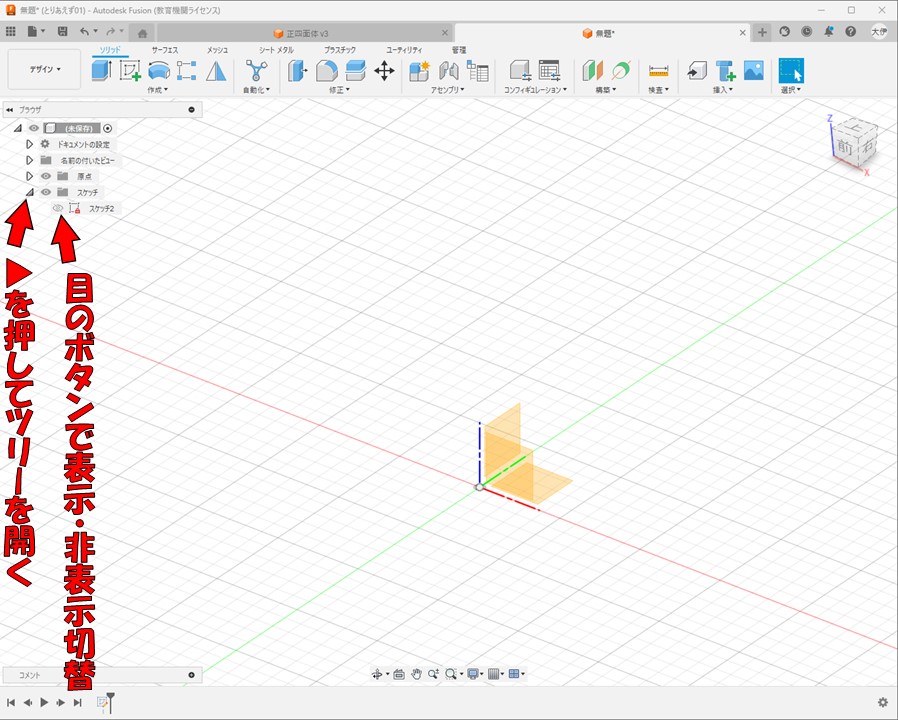 無題* (とりあえず01) - Autodesk Fusion (教育機関ライセンス)
正四面体 v3
無題*
大伊
デザイン
ソリッド
サーフェス
メッシュ
シート メタル
プラスチック
ユーティリティ
管理
作成
自動化
修正
アセンブリ
コンフィギュレーション
構築
検査
挿入
選択
ブラウザ
(未保存)
ドキュメントの設定
名前の付いたビュー
原点
スケッチ
スケッチ2
Z
上
前
右
X
▶を押してツリーを開く
目のボタンで表示・非表示切替
コメント